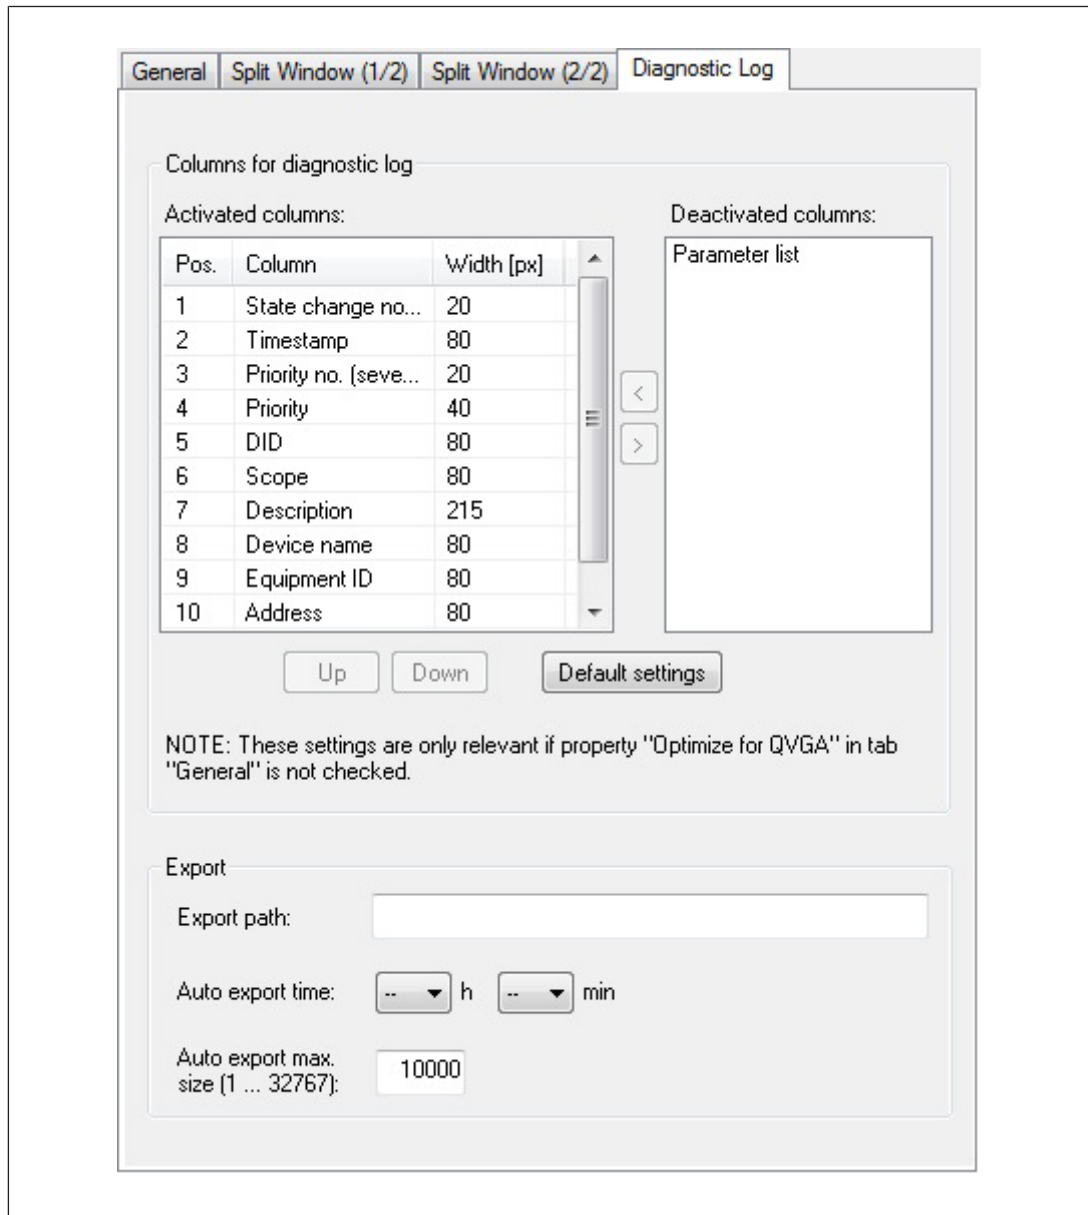 General Split Window (1/2) Split Window (2/2) Diagnostic Log
Columns for diagnostic log
Activated columns: Deactivated columns:
Pos. Column Width [px] Parameter list
1 State change no... 20
2 Timestamp 80
3 Priority no. (seve... 20
4 Priority 40
5 DID 80
6 Scope 80
7 Description 215
8 Device name 80
9 Equipment ID 80
10 Address 80
< 
>
Up Down Default settings
NOTE: These settings are only relevant if property "Optimize for QVGA" in tab
"General" is not checked.
Export
Export path:
Auto export time: -- h -- min
Auto export max.
size (1 ... 32767): 10000